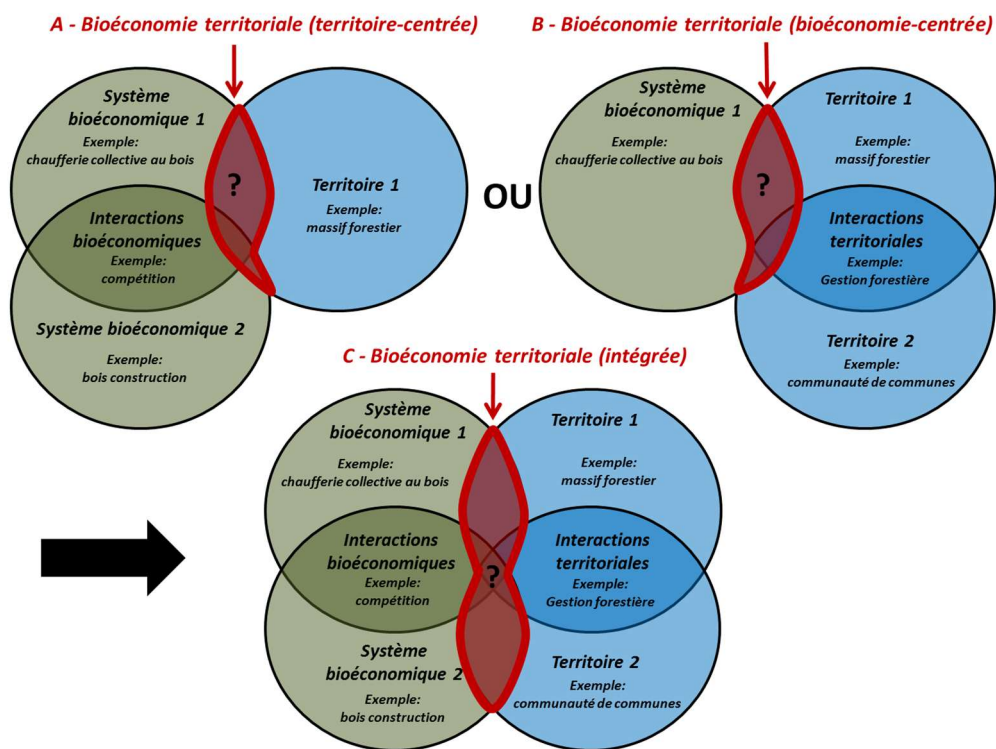 A - Bioéconomie territoriale (territoire-centrée)
Système
bioéconomique 1
Exemple:
chaufferie collective au bois
?
Territoire 1
Exemple:
massif forestier
Interactions
bioéconomiques
Exemple:
compétition
Système bioéconomique 2
Exemple:
bois construction
OU
B - Bioéconomie territoriale (bioéconomie-centrée)
Système
bioéconomique 1
Exemple:
chaufferie collective au bois
?
Territoire 1
Exemple:
massif forestier
Interactions
territoriales
Exemple:
Gestion forestière
Territoire 2
Exemple:
communauté de communes
C - Bioéconomie territoriale (intégrée)
Système
bioéconomique 1
Exemple:
chaufferie collective au bois
Territoire 1
Exemple:
massif forestier
Interactions
bioéconomiques
Exemple:
compétition
?
Interactions
territoriales
Exemple:
Gestion forestière
Système
bioéconomique 2
Exemple:
bois construction
Territoire 2
Exemple:
communauté de communes